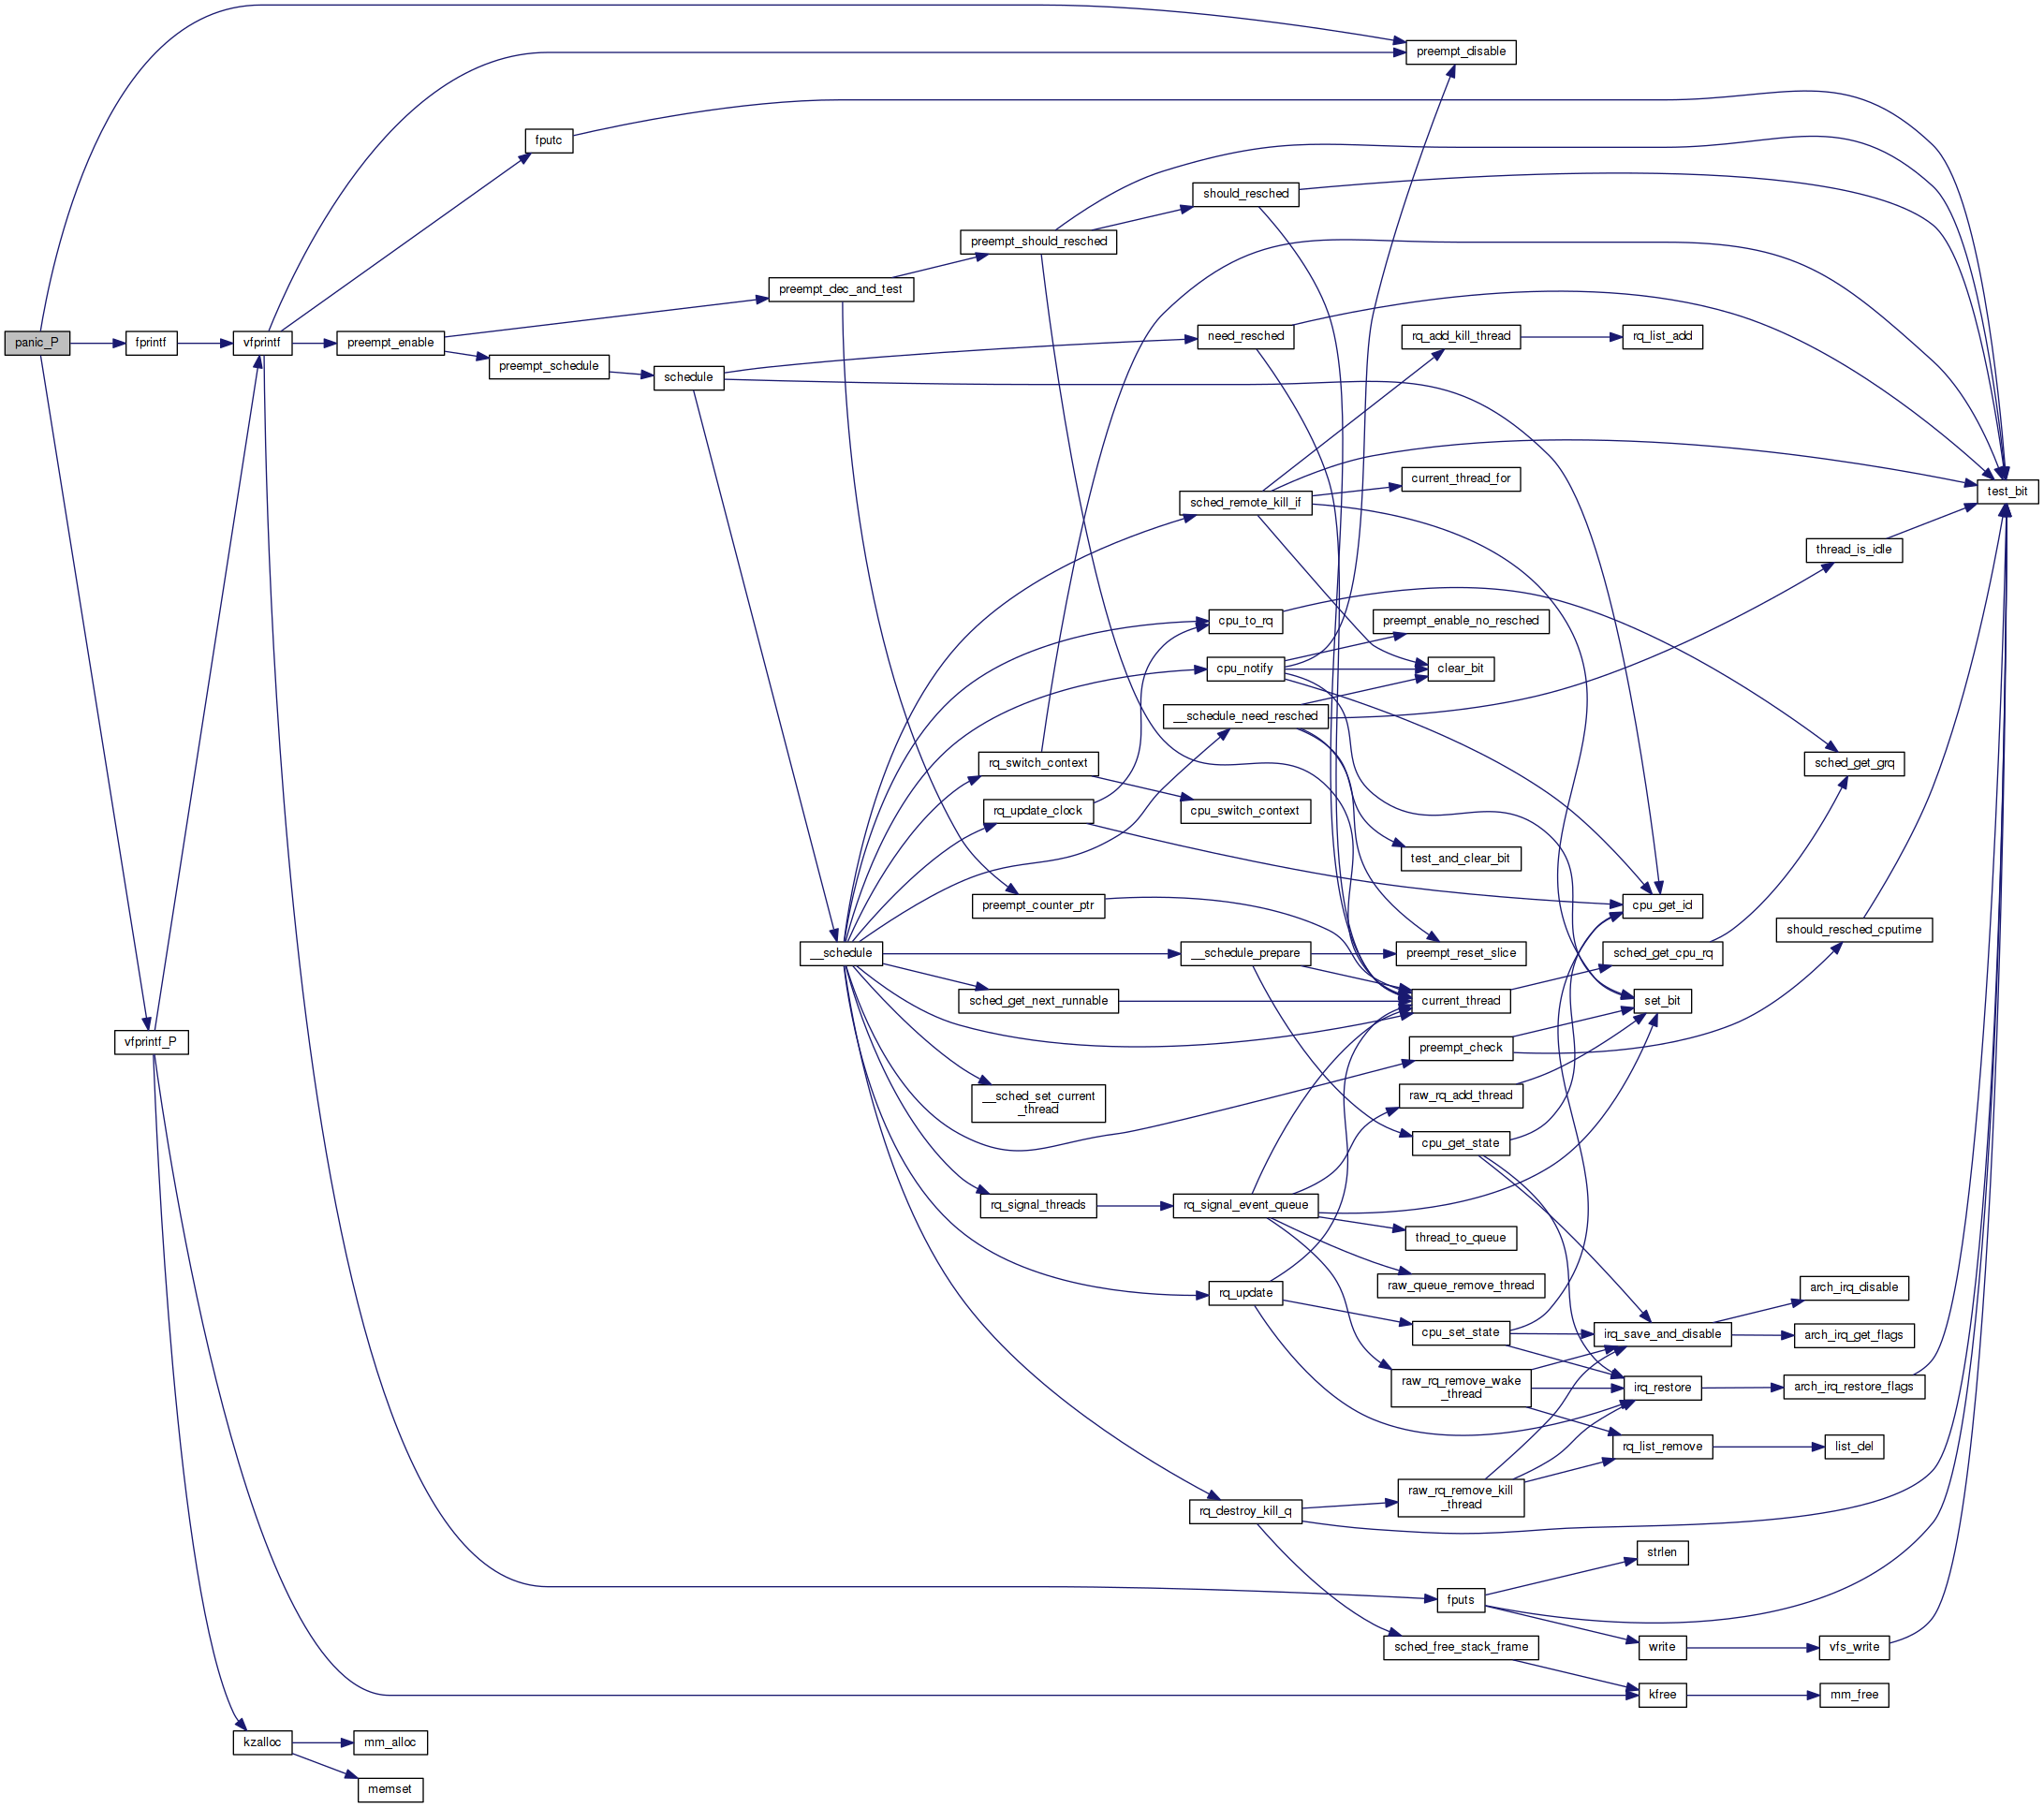 preempt_disable
fputc
should_resched
preempt_should_resched
preempt_dec_and_test
panic_P
fprintf
vfprintf
preempt_enable
need_resched
rq_add_kill_thread
rq_list_add
preempt_schedule
schedule
current_thread_for
test_bit
sched_remote_kill_if
thread_is_idle
cpu_to_rq
preempt_enable_no_resched
cpu_notify
clear_bit
__schedule_need_resched
rq_switch_context
sched_get_grq
rq_update_clock
cpu_switch_context
test_and_clear_bit
preempt_counter_ptr
cpu_get_id
should_resched_cputime
__schedule
__schedule_prepare
preempt_reset_slice
sched_get_cpu_rq
sched_get_next_runnable
current_thread
set_bit
vfprintf_P
preempt_check
__sched_set_current
_thread
raw_rq_add_thread
cpu_get_state
rq_signal_threads
rq_signal_event_queue
thread_to_queue
raw_queue_remove_thread
arch_irq_disable
rq_update
cpu_set_state
irq_save_and_disable
arch_irq_get_flags
raw_rq_remove_wake
_thread
irq_restore
arch_irq_restore_flags
rq_list_remove
list_del
raw_rq_remove_kill
_thread
rq_destroy_kill_q
strlen
fputs
sched_free_stack_frame
write
vfs_write
kfree
mm_free
kzalloc
mm_alloc
memset